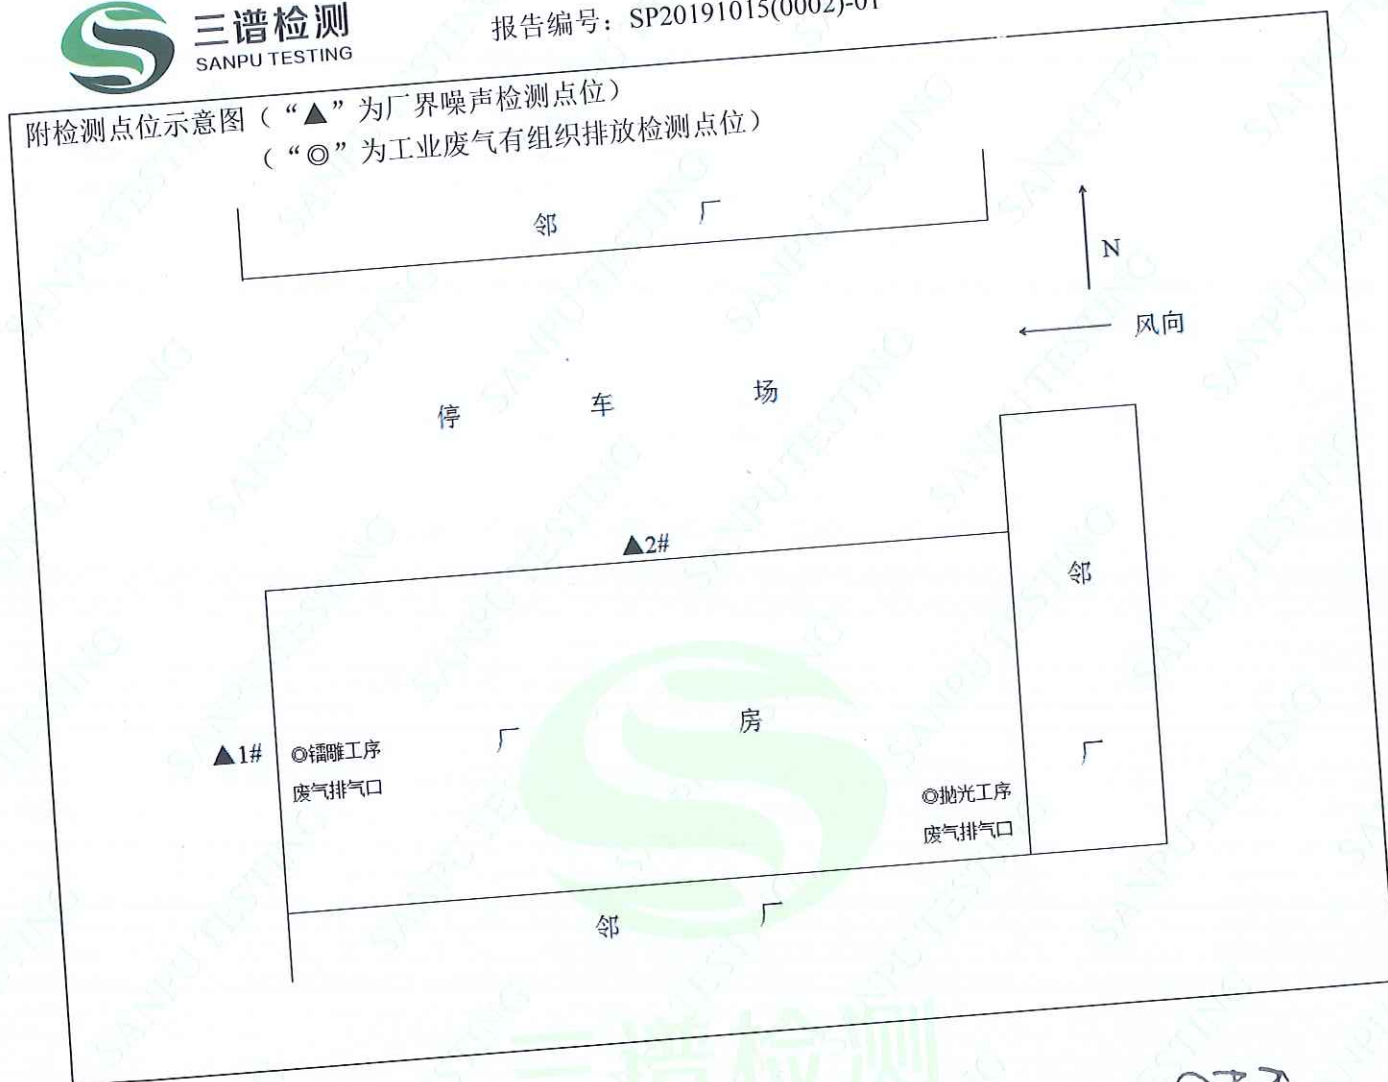 三谱检测
SANPU TESTING
报告编号：SP20191015(0002)-01
附检测点位示意图（“▲”为厂界噪声检测点位）
（“◎”为工业废气有组织排放检测点位）
邻 厂
N
风向
停 车 场
▲2#
邻 厂
▲1#
◎镭雕工序
废气排气口
厂 房
◎抛光工序
废气排气口
邻 厂
三谱检测